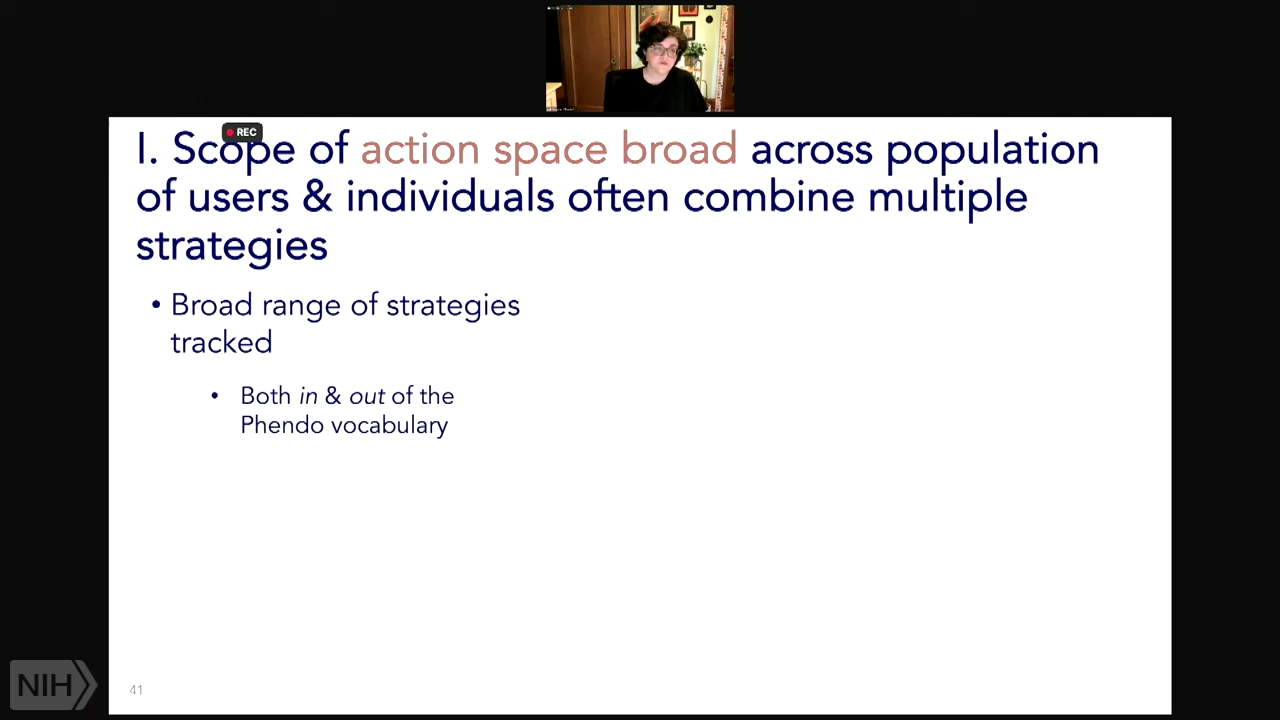 REC
I. Scope of action space broad across population
of users & individuals often combine multiple
strategies
• Broad range of strategies
tracked
• Both in & out of the
Phendo vocabulary
NIH
41